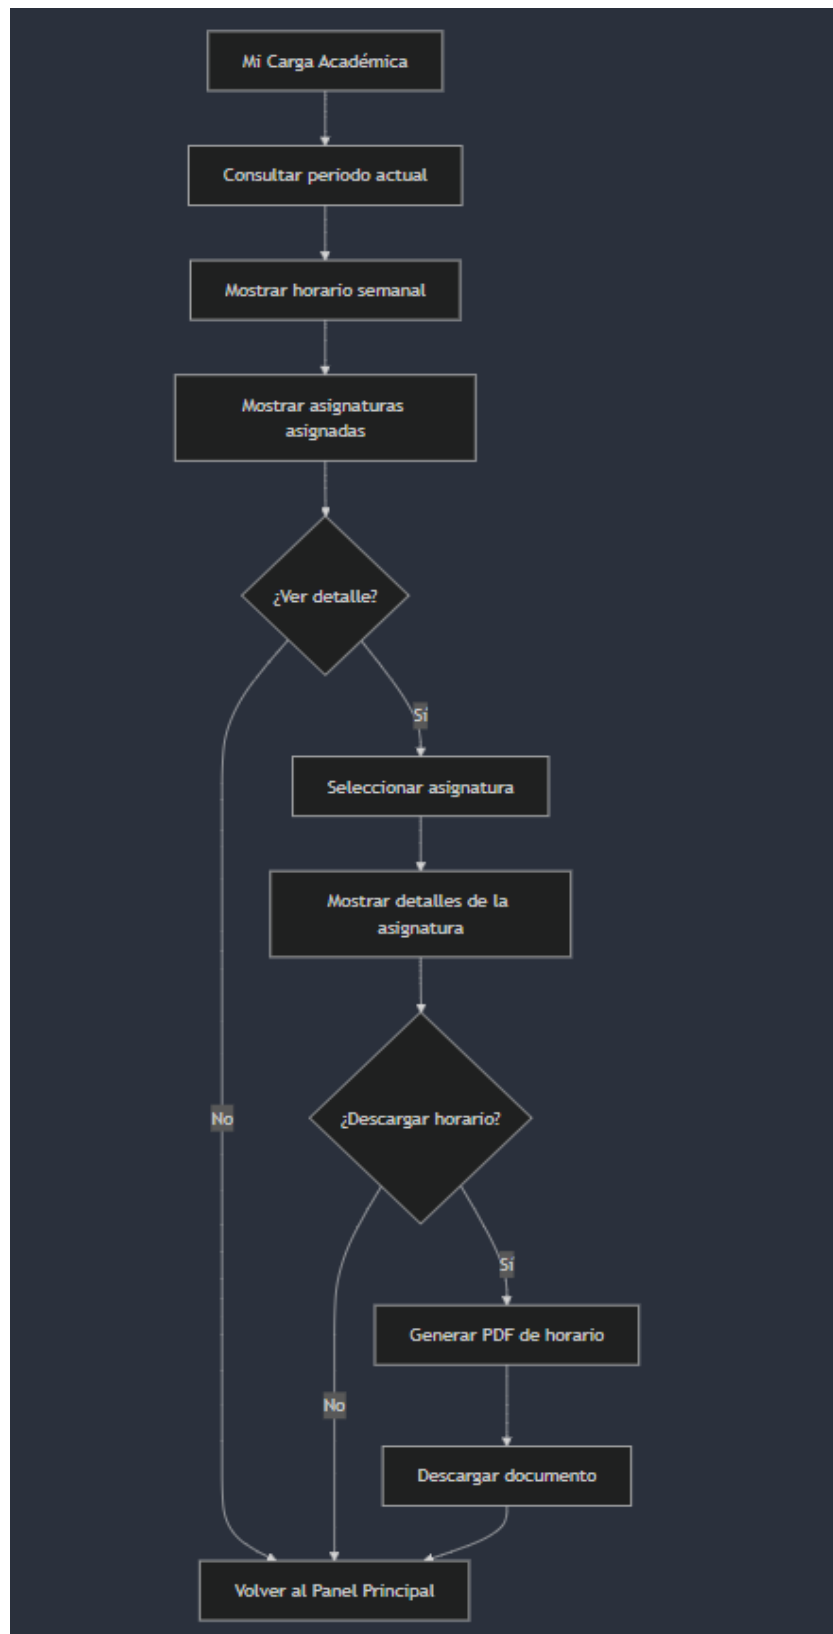 Mi Carga Académica
Consultar periodo actual
Mostrar horario semanal
Mostrar asignaturas
asignadas
¿Ver detalle?
Sí
Seleccionar asignatura
Mostrar detalles de la
asignatura
¿Descargar horario?
No
Sí
Generar PDF de horario
No
Descargar documento
Volver al Panel Principal